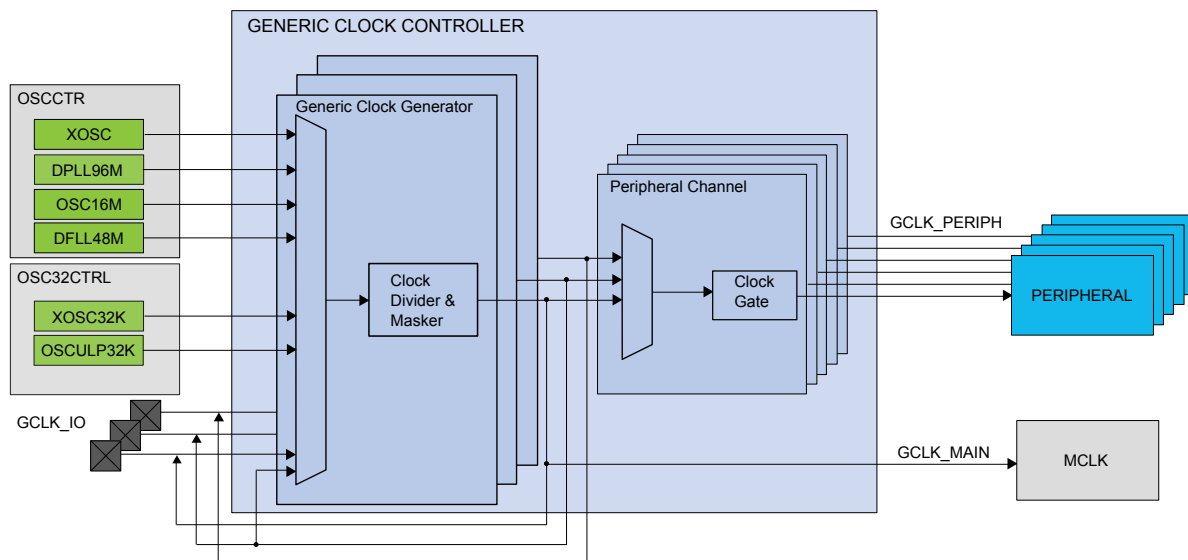 GENERIC CLOCK CONTROLLER
OSCCTR
XOSC
DPLL96M
OSC16M
DFLL48M
OSC32CTRL
XOSC32K
OSCULP32K
GCLK_IO
Generic Clock Generator
Clock
Divider &
Masker
Peripheral Channel
Clock
Gate
GCLK_PERIPH
PERIPHERAL
GCLK_MAIN
MCLK